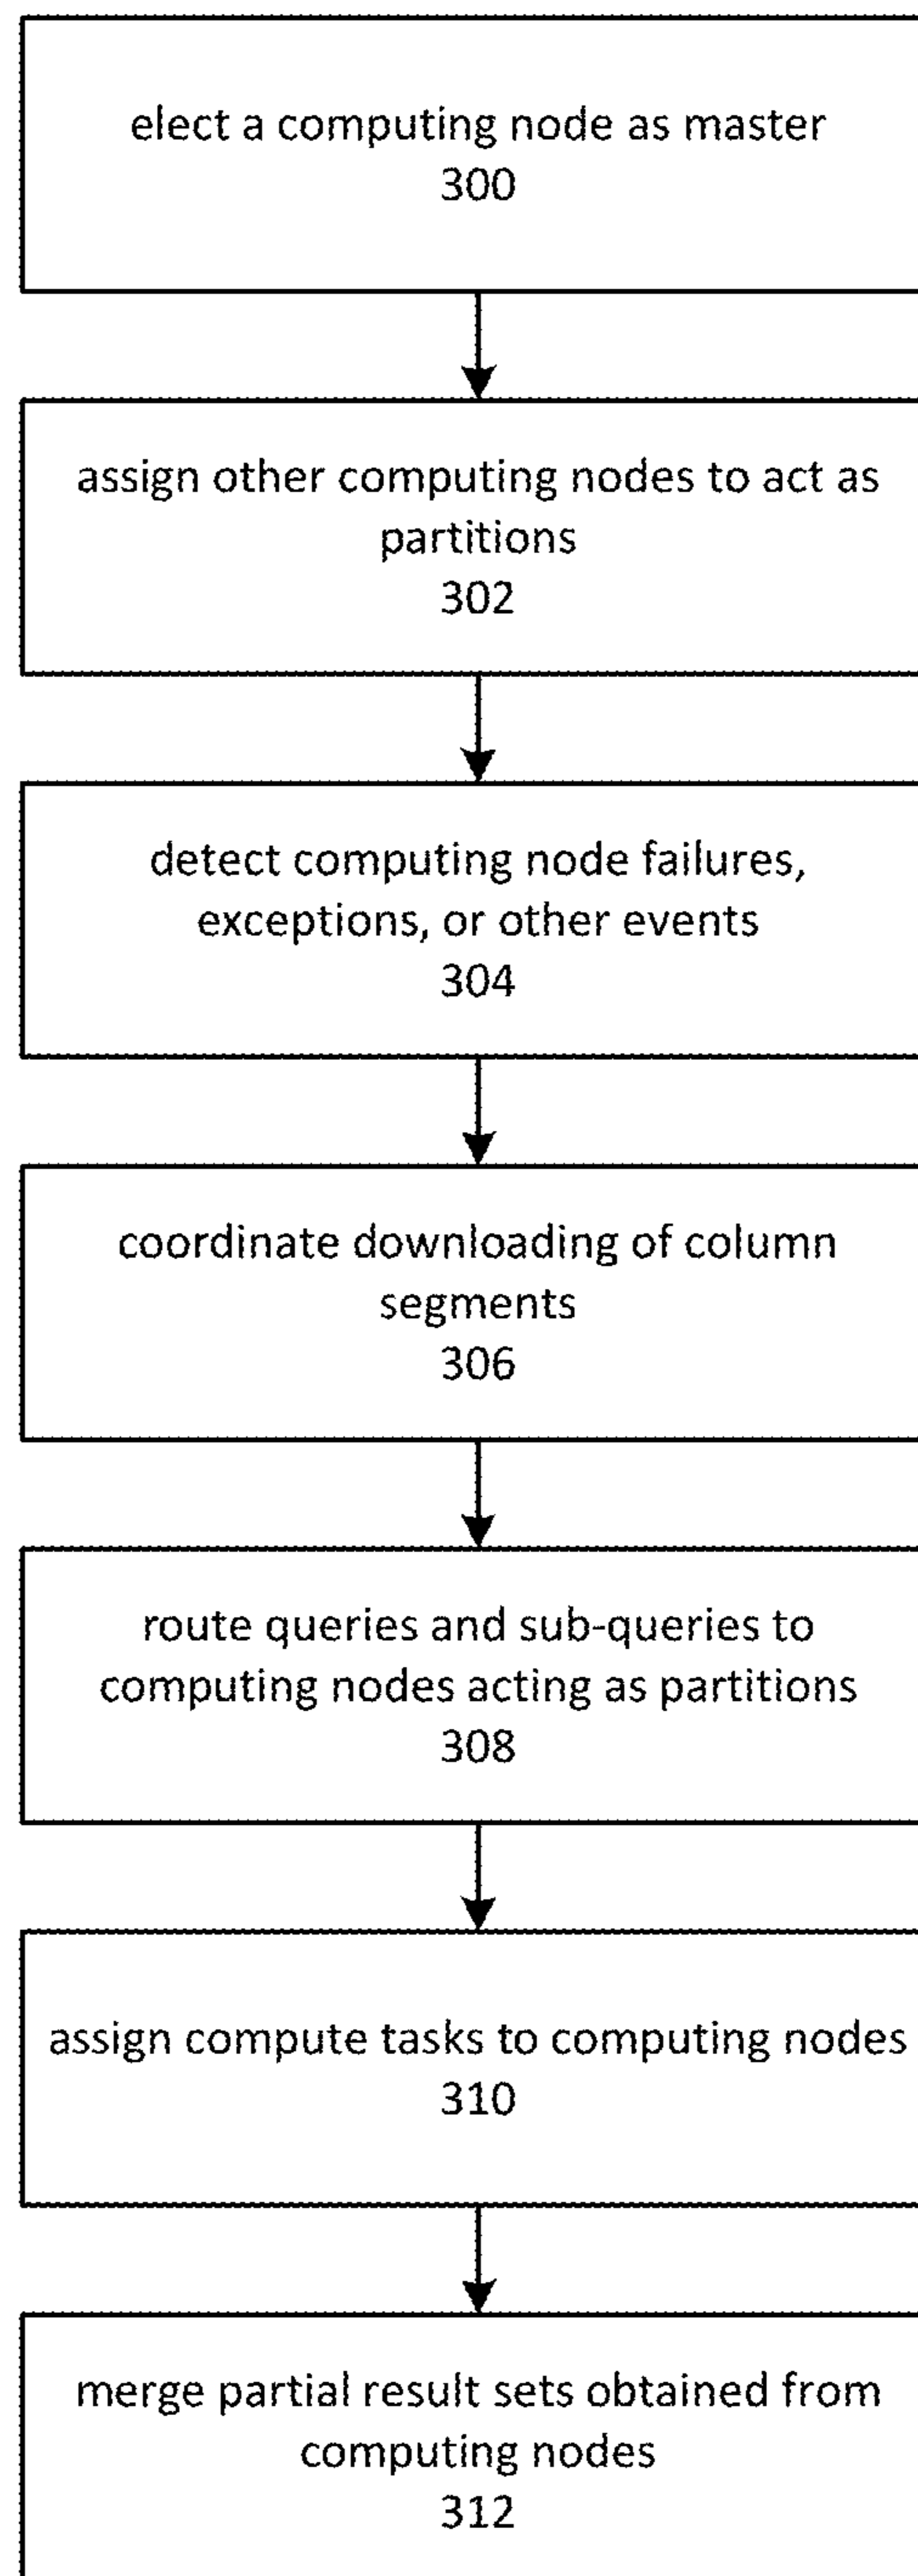 elect a computing node as master
300
assign other computing nodes to act as
partitions
302
detect computing node failures,
exceptions, or other events
304
coordinate downloading of column
segments
306
route queries and sub-queries to
computing nodes acting as partitions
308
assign compute tasks to computing nodes
310
merge partial result sets obtained from
computing nodes
312